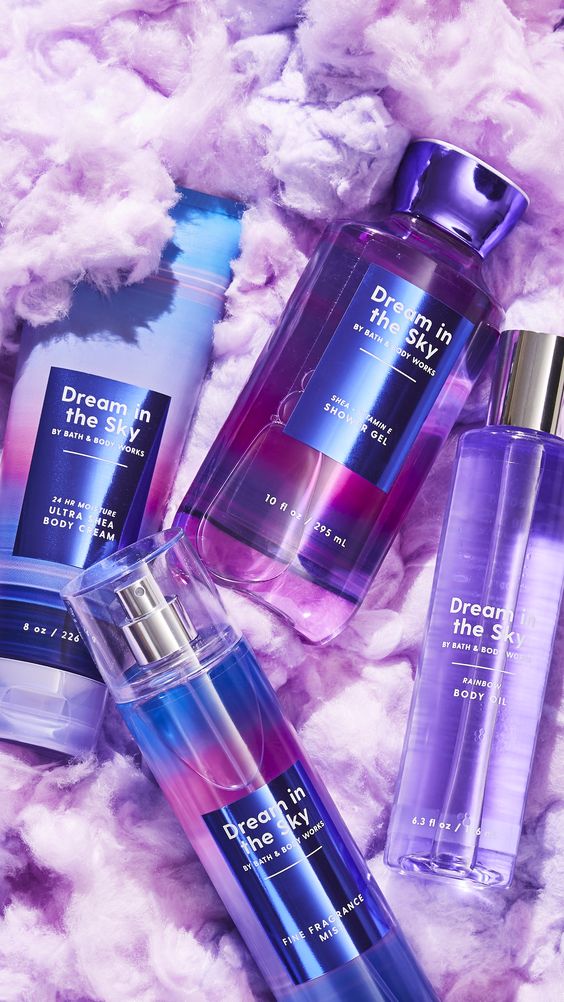 Dream in
the Sky
BY BATH & BODY WORKS
24 HR MOISTURE
ULTRA SHEA
BODY CREAM
8 oz / 226
Dream in
the Sky
BY BATH & BODY WORKS
SHEA + VITAMIN E
SHOWER GEL
10 fl oz / 295 mL
Dream in
the Sky
BY BATH & BODY WO
RAINBOW
BODY OIL
6.3 fl oz /
Dream in
the Sky
BY BATH & BODY WORKS
FINE FRAGRANCE
MIST